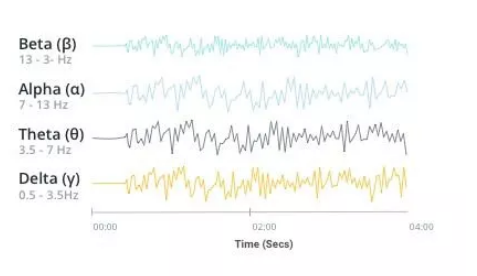 Beta (β)
13 - 3- Hz
Alpha (α)
7 - 13 Hz
Theta (θ)
3.5 - 7 Hz
Delta (γ)
0.5 - 3.5Hz
00:00 02:00 04:00
Time (Secs)